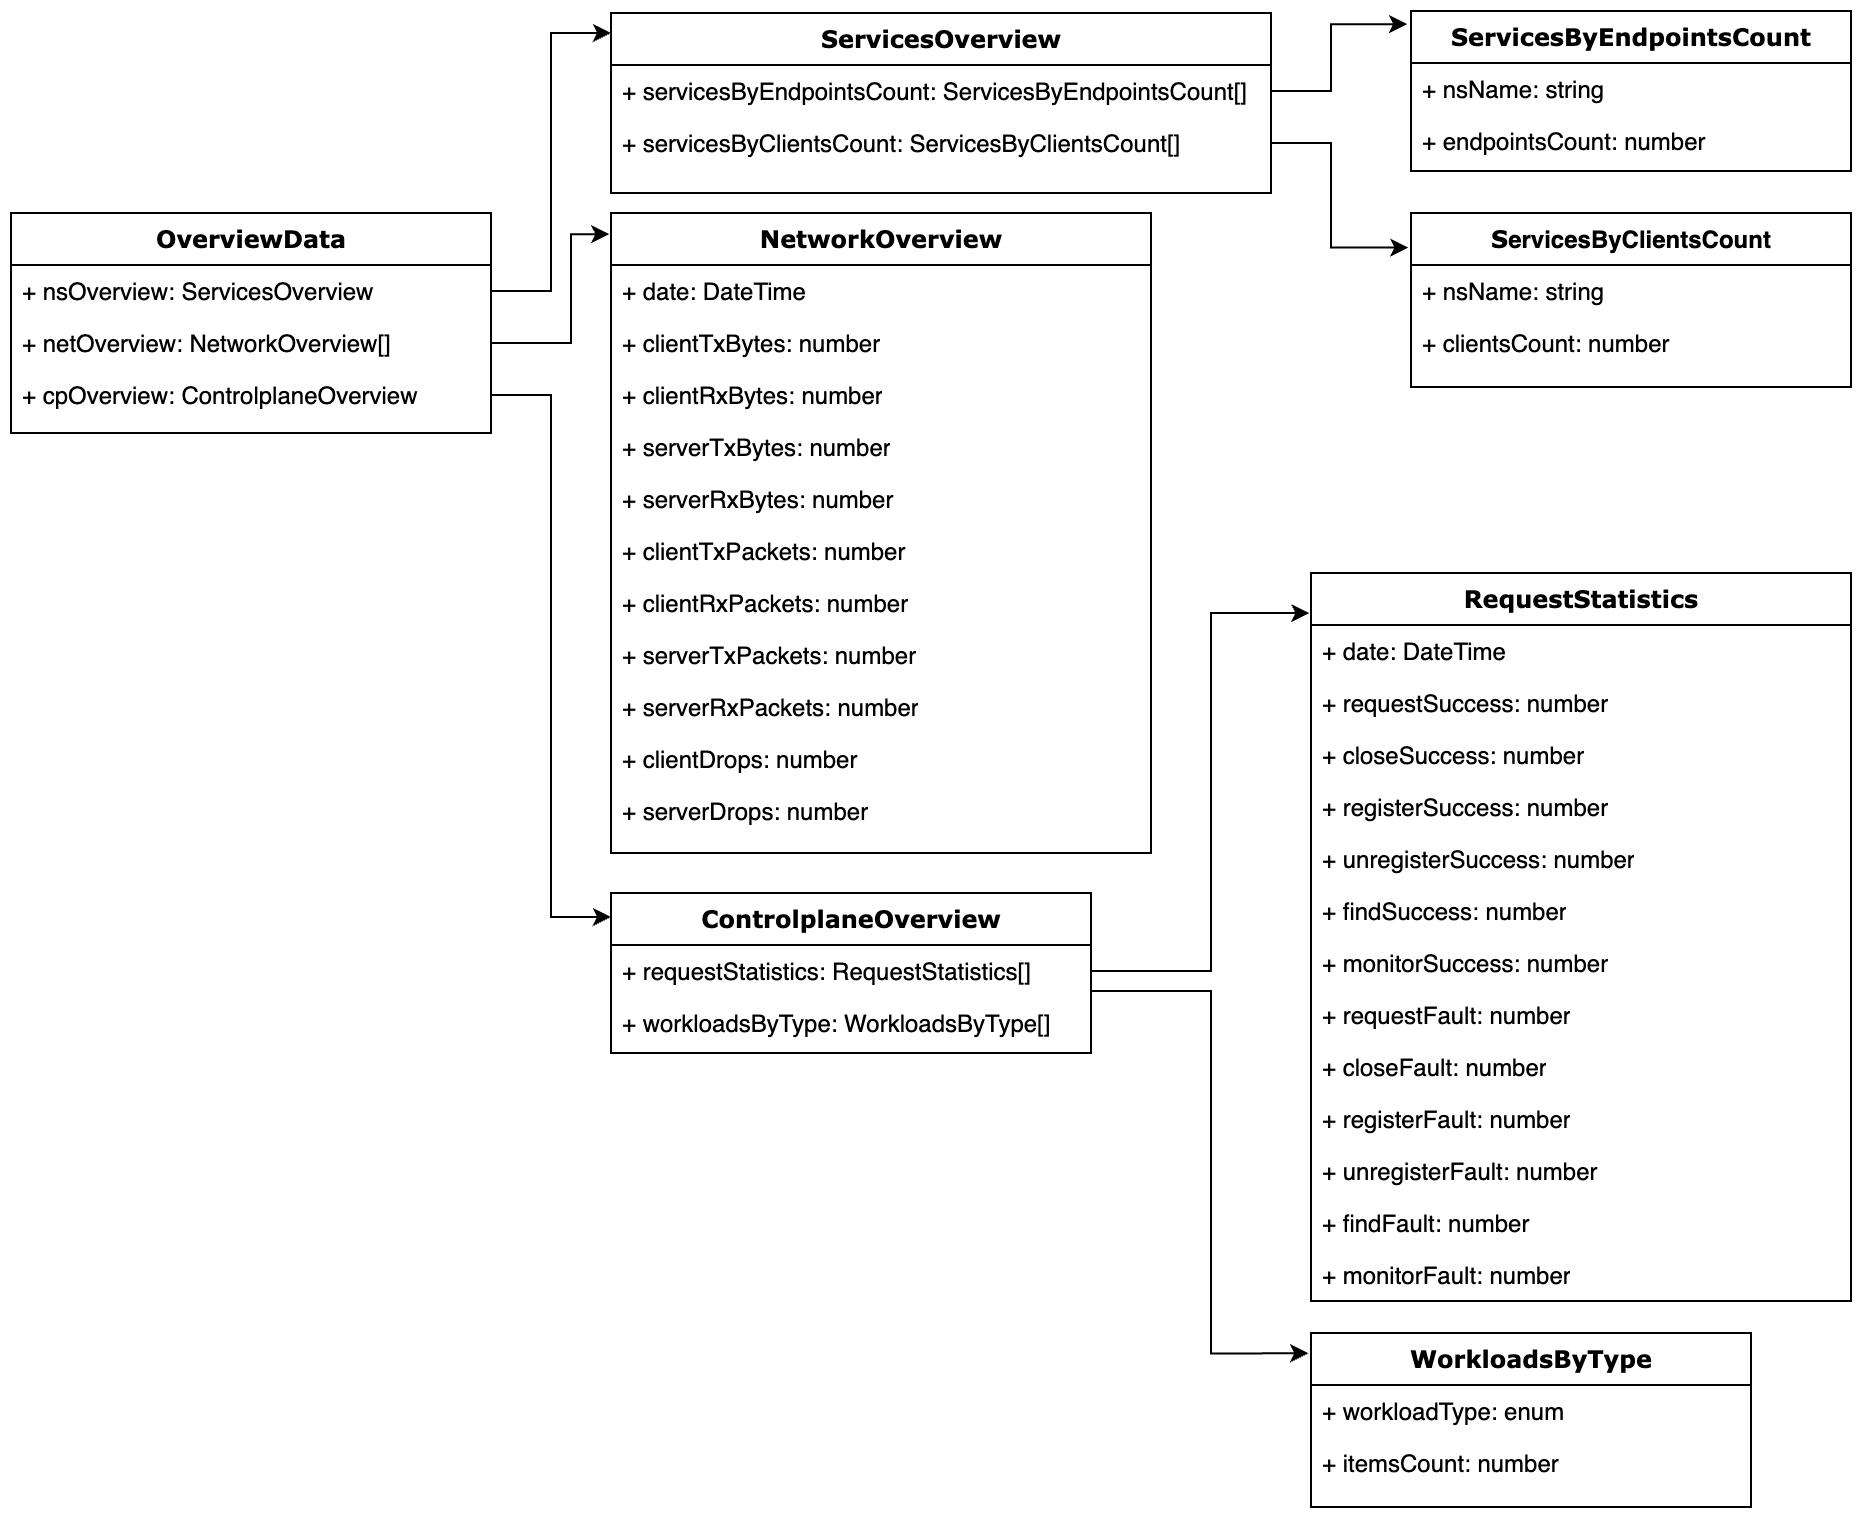 OverviewData
+ nsOverview: ServicesOverview
+ netOverview: NetworkOverview[]
+ cpOverview: ControlplaneOverview
ServicesOverview
+ servicesByEndpointsCount: ServicesByEndpointsCount[]
+ servicesByClientsCount: ServicesByClientsCount[]
ServicesByEndpointsCount
+ nsName: string
+ endpointsCount: number
ServicesByClientsCount
+ nsName: string
+ clientsCount: number
NetworkOverview
+ date: DateTime
+ clientTxBytes: number
+ clientRxBytes: number
+ serverTxBytes: number
+ serverRxBytes: number
+ clientTxPackets: number
+ clientRxPackets: number
+ serverTxPackets: number
+ serverRxPackets: number
+ clientDrops: number
+ serverDrops: number
ControlplaneOverview
+ requestStatistics: RequestStatistics[]
+ workloadsByType: WorkloadsByType[]
RequestStatistics
+ date: DateTime
+ requestSuccess: number
+ closeSuccess: number
+ registerSuccess: number
+ unregisterSuccess: number
+ findSuccess: number
+ monitorSuccess: number
+ requestFault: number
+ closeFault: number
+ registerFault: number
+ unregisterFault: number
+ findFault: number
+ monitorFault: number
WorkloadsByType
+ workloadType: enum
+ itemsCount: number